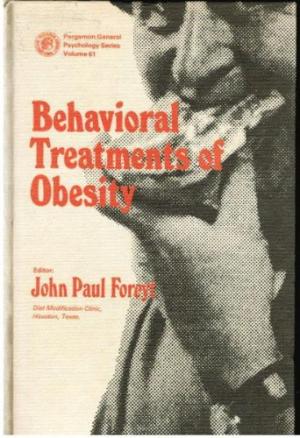 Pergamon General
Psychology Series
Volume 61
Behavioral
Treatments of
Obesity
Editor:
John Paul Foreyt
Diet Modification Clinic,
Houston, Texas.